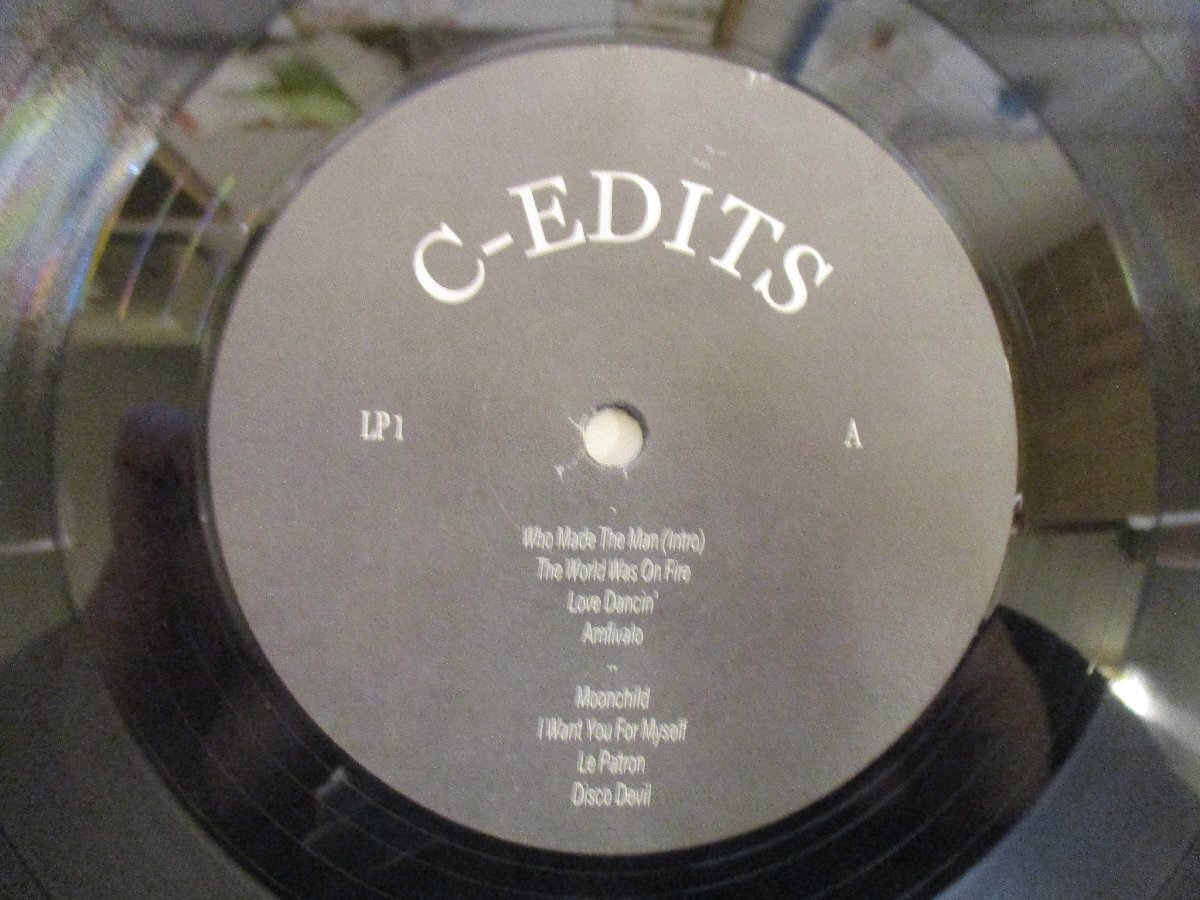 C-EDITS
LP1
A
Who Made The Man (Intro)
The World Was On Fire
Love Dancin'
Amfivalo
Moonchild
I Want You For Myself
Le Patron
Disco Devil